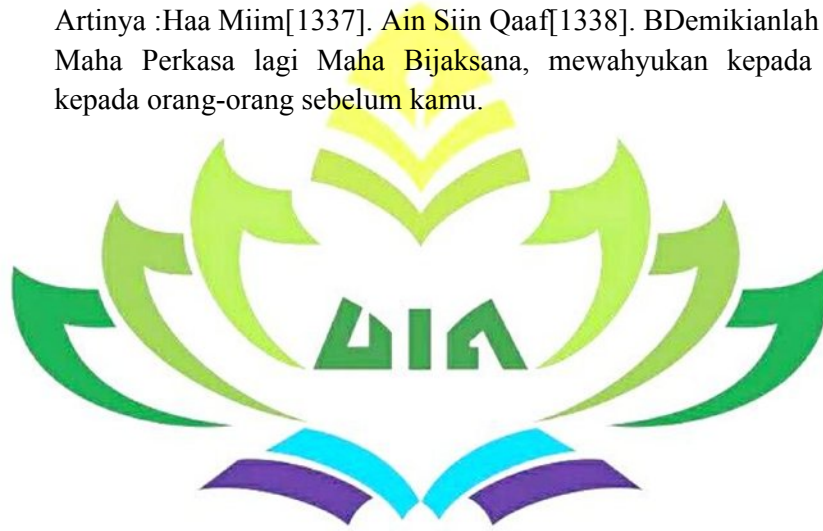 Artinya :Haa Miim[1337]. Ain Siin Qaaf[1338]. BDemikianlah
Maha Perkasa lagi Maha Bijaksana, mewahyukan kepada
kepada orang-orang sebelum kamu.
UIN